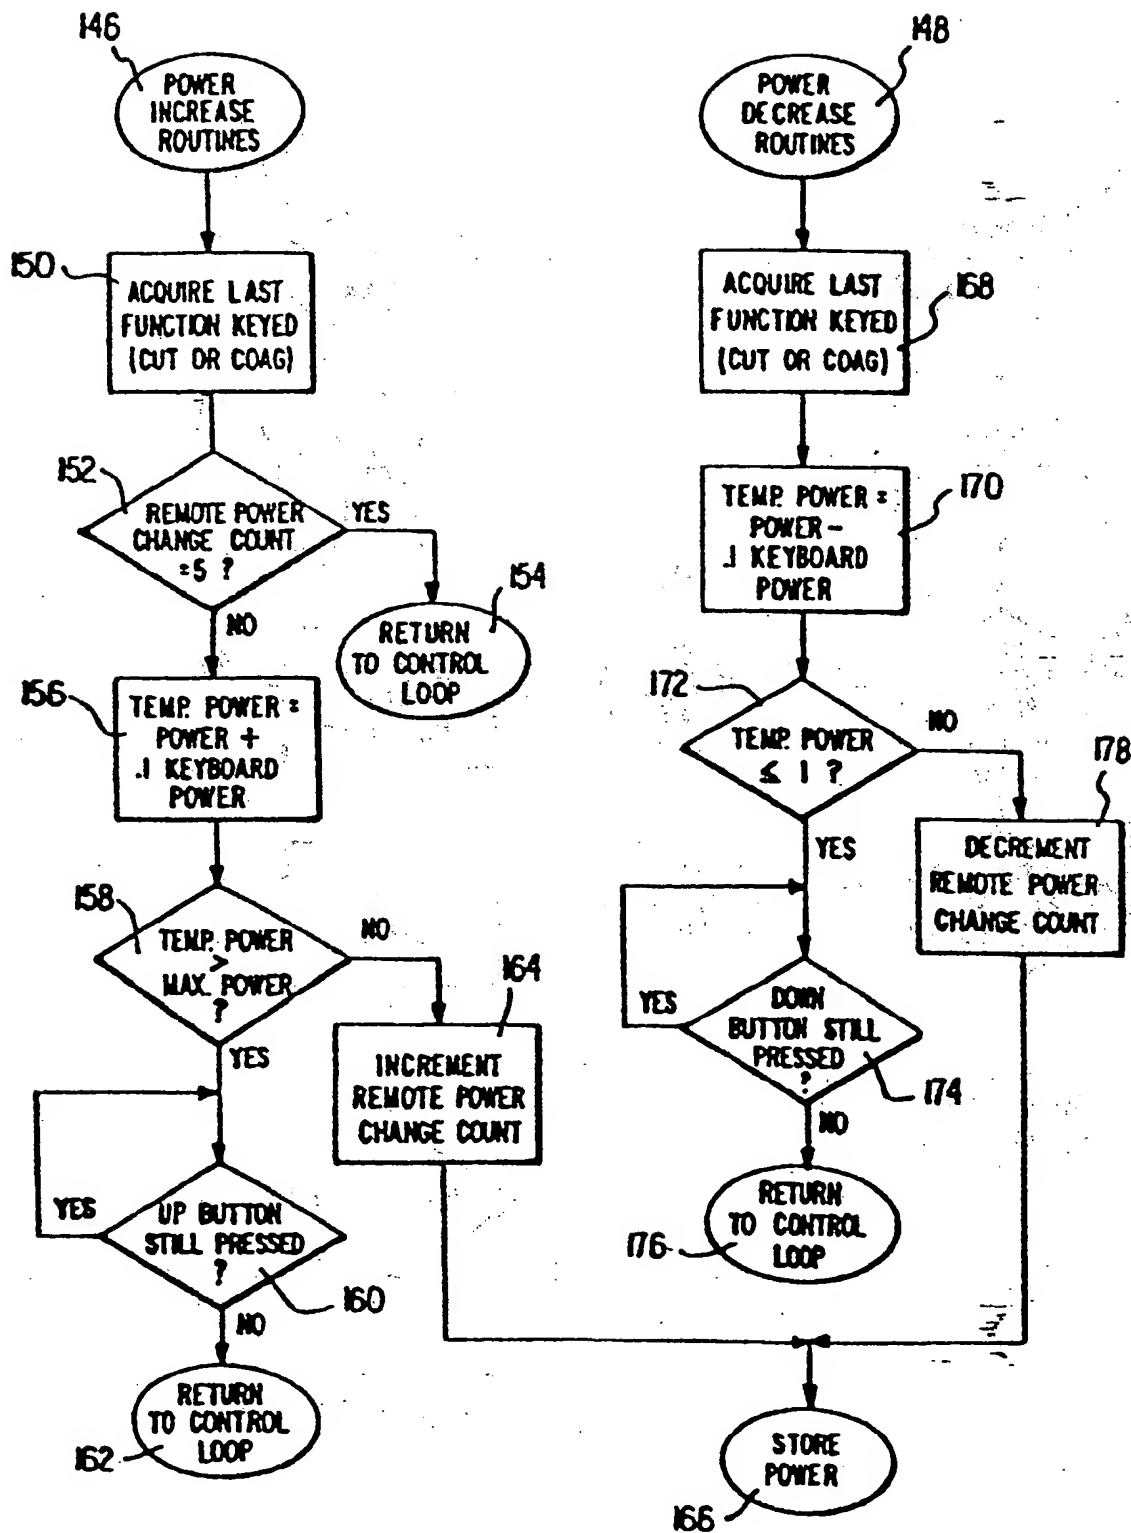 146
POWER
INCREASE
ROUTINES
150
ACQUIRE LAST
FUNCTION KEYED
(CUT OR COAG)
152
REMOTE POWER
CHANGE COUNT
=5 ?
YES
NO
154
RETURN
TO CONTROL
LOOP
156
TEMP. POWER =
POWER +
.1 KEYBOARD
POWER
158
TEMP. POWER
>
MAX. POWER
?
NO
YES
164
INCREMENT
REMOTE POWER
CHANGE COUNT
UP BUTTON
STILL PRESSED
?
YES
160
NO
RETURN
TO CONTROL
LOOP
162
148
POWER
DECREASE
ROUTINES
ACQUIRE LAST
FUNCTION KEYED
(CUT OR COAG)
168
TEMP. POWER =
POWER -
.1 KEYBOARD
POWER
170
172
TEMP. POWER
≤ 1 ?
NO
YES
178
DECREMENT
REMOTE POWER
CHANGE COUNT
DOWN
BUTTON STILL
PRESSED
?
YES
174
NO
RETURN
TO CONTROL
LOOP
176
STORE
POWER
166